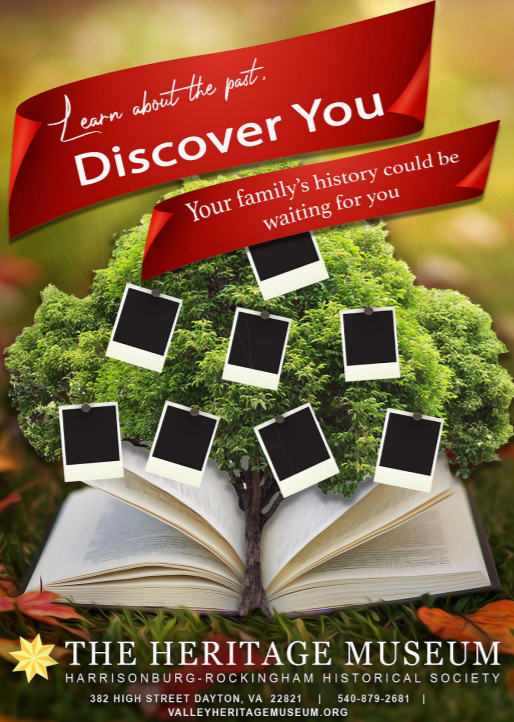 Learn about the past.
Discover You
Your family's history could be
waiting for you
THE HERITAGE MUSEUM
HARRISONBURG-ROCKINGHAM HISTORICAL SOCIETY
382 HIGH STREET DAYTON, VA 22821 | 540-879-2681 |
VALLEYHERITAGEMUSEUM.ORG